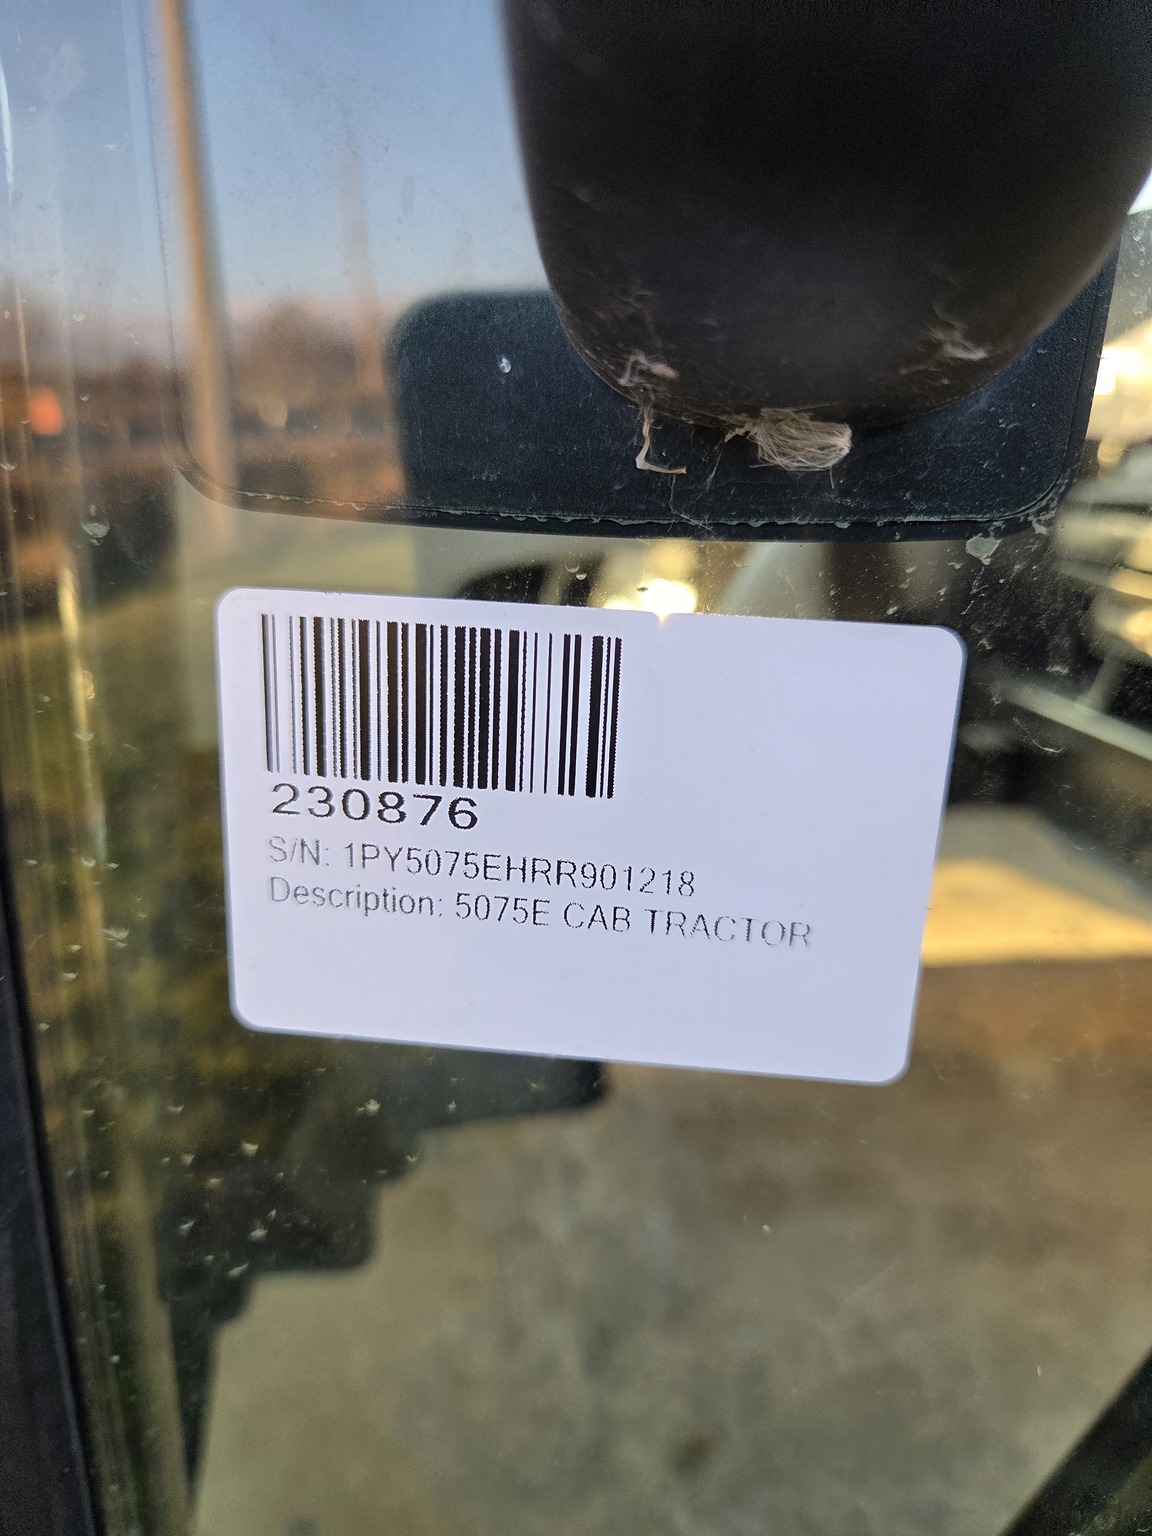 230876
S/N: 1PY5075EHRR901218
Description: 5075E CAB TRACTOR